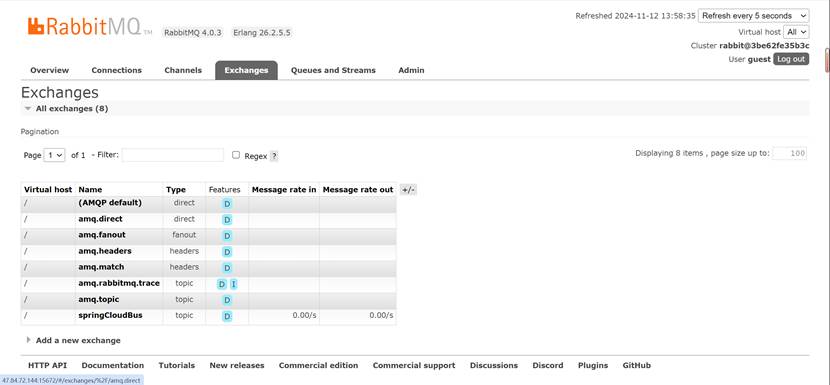 Refreshed 2024-11-12 13:58:35 Refresh every 5 seconds
RabbitMQ TM RabbitMQ 4.0.3 Erlang 26.2.5.5
Virtual host All
Cluster rabbit@3be62fe35b3c
User guest Log out
Overview Connections Channels Exchanges Queues and Streams Admin
Exchanges
All exchanges (8)
Pagination
Page 1 of 1 - Filter: Regex ? Displaying 8 items , page size up to: 100
Virtual host Name Type Features Message rate in Message rate out +/-
/ (AMQP default) direct D
/ amq.direct direct D
/ amq.fanout fanout D
/ amq.headers headers D
/ amq.match headers D
/ amq.rabbitmq.trace topic D I
/ amq.topic topic D
/ springCloudBus topic D 0.00/s 0.00/s
Add a new exchange
HTTP API Documentation Tutorials New releases Commercial edition Commercial support Discussions Discord Plugins GitHub
47.84.72.144:15672/#/exchanges/%2F/amq.direct